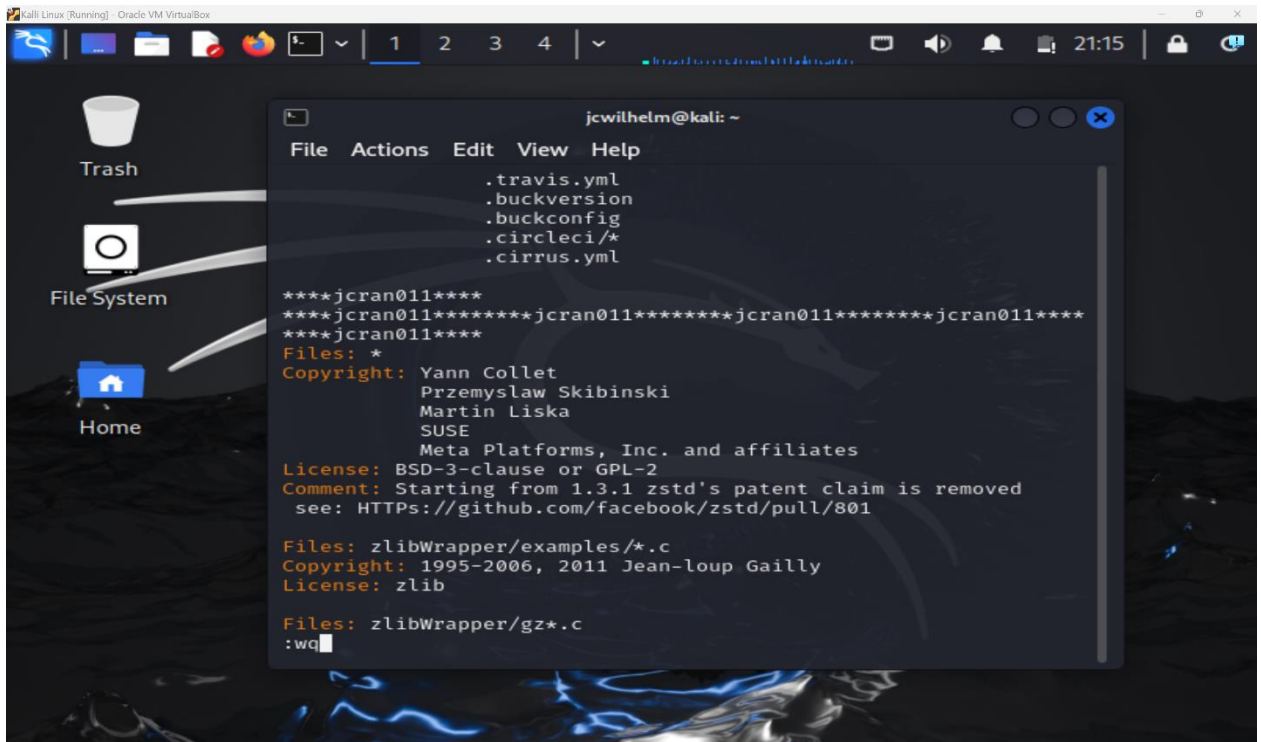 Kalli Linux [Running] - Oracle VM VirtualBox
1 2 3 4 21:15
Trash
File System
Home
jcwilhelm@kali: ~
File Actions Edit View Help
.travis.yml
.buckversion
.buckconfig
.circleci/*
.cirrus.yml
****jcran011****
****jcran011********jcran011********jcran011********jcran011****
****jcran011****
Files: *
Copyright: Yann Collet
Przemyslaw Skibinski
Martin Liska
SUSE
Meta Platforms, Inc. and affiliates
License: BSD-3-clause or GPL-2
Comment: Starting from 1.3.1 zstd's patent claim is removed
see: HTTPs://github.com/facebook/zstd/pull/801
Files: zlibWrapper/examples/*.c
Copyright: 1995-2006, 2011 Jean-loup Gailly
License: zlib
Files: zlibWrapper/gz*.c
:wq